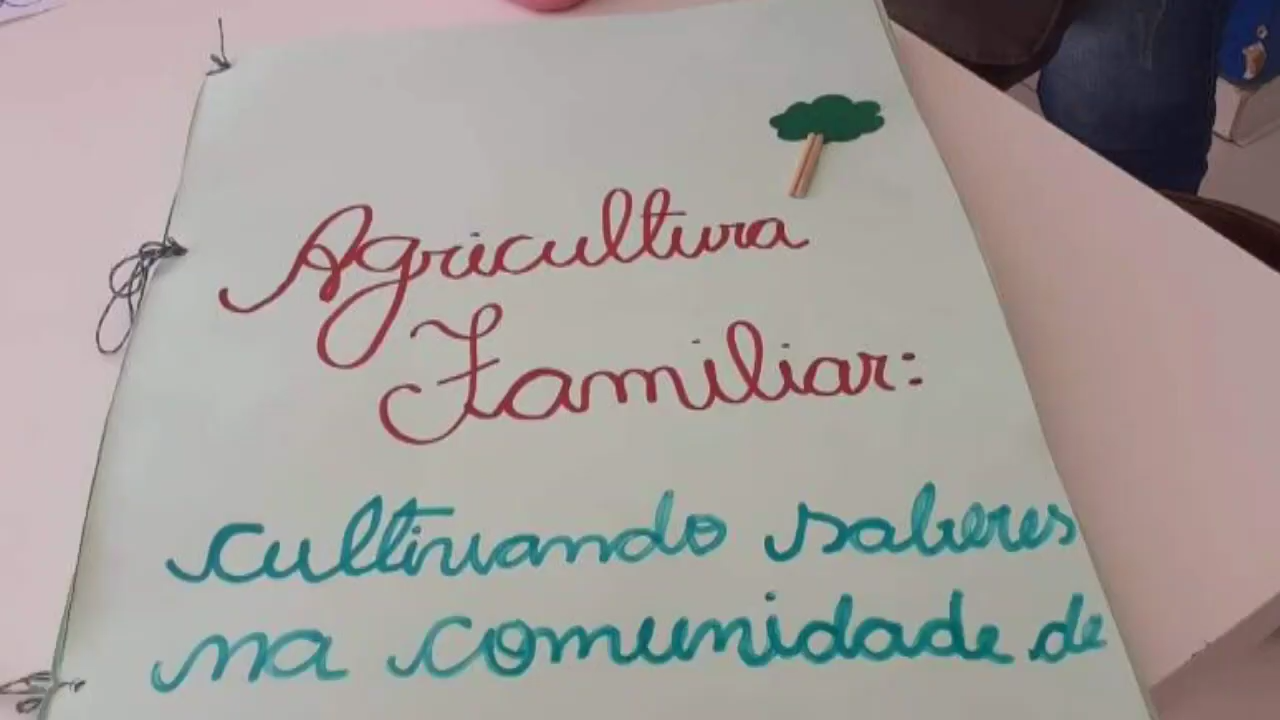 Agricultura
Familiar:
cultivando saberes
na comunidade de